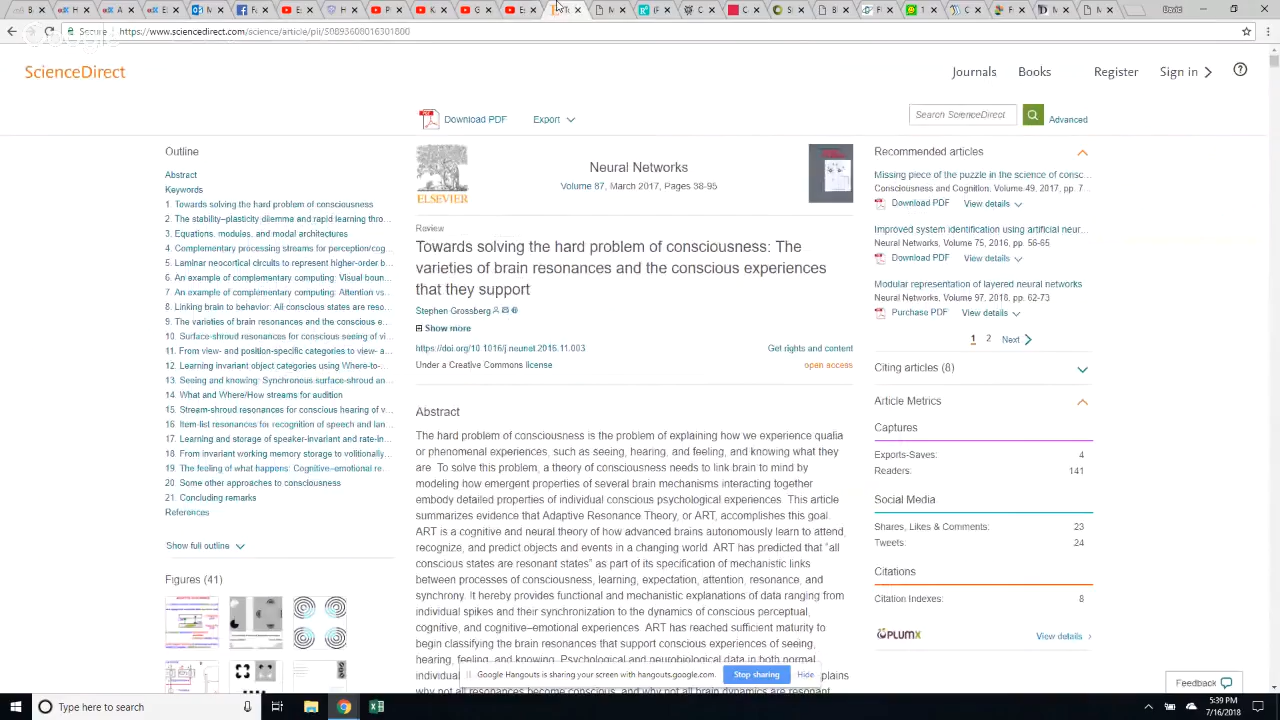 Secure
https://www.sciencedirect.com/science/article/pii/S0893608016301800
ScienceDirect
Journals
Books
Register
Sign in
Download PDF
Export
Search ScienceDirect
Advanced
Outline
Abstract
Keywords
1. Towards solving the hard problem of consciousness
2. The stability–plasticity dilemma and rapid learning thro...
3. Equations, modules, and modal architectures
4. Complementary processing streams for perception/cog...
5. Laminar neocortical circuits to represent higher-order b...
6. An example of complementary computing: Visual boun...
7. An example of complementary computing: Attention vs...
8. Linking brain to behavior: All conscious states are reso...
9. The varieties of brain resonances and the conscious e...
10. Surface-shroud resonances for conscious seeing of vi...
11. From view- and position-specific categories to view- a...
12. Learning invariant object categories using Where-to-...
13. Seeing and knowing: Synchronous surface-shroud an...
14. What and Where/How streams for audition
15. Stream-shroud resonances for conscious hearing of v...
16. Item-list resonances for recognition of speech and lan...
17. Learning and storage of speaker-invariant and rate-in...
18. From invariant working memory storage to volitionally...
19. The feeling of what happens: Cognitive–emotional re...
20. Some other approaches to consciousness
21. Concluding remarks
References
Show full outline
Figures (41)
ELSEVIER
Neural Networks
Volume 87, March 2017, Pages 38-95
Review
Towards solving the hard problem of consciousness: The
varieties of brain resonances and the conscious experiences
that they support
Stephen Grossberg
Show more
https://doi.org/10.1016/j.neunet.2016.11.003
Get rights and content
Under a Creative Commons license
open access
Abstract
The hard problem of consciousness is the problem of explaining how we experience qualia
or phenomenal experiences, such as seeing, hearing, and feeling, and knowing what they
are. To solve this problem, a theory of consciousness needs to link brain to mind by
modeling how emergent properties of several brain mechanisms interacting together
embody detailed properties of individual conscious psychological experiences. This article
summarizes evidence that Adaptive Resonance Theory, or ART, accomplishes this goal.
ART is a cognitive and neural theory of how advanced brains autonomously learn to attend,
recognize, and predict objects and events in a changing world. ART has predicted that “all
conscious states are resonant states” as part of its specification of mechanistic links
between processes of consciousness, learning, expectation, attention, resonance, and
synchrony. It hereby provides functional and mechanistic explanations of data ranging from
individual spikes and their synchronization to the dynamics of conscious perceptual,
cognitive, and cognitive–emotional experiences. ART has reached sufficient maturity to
begin classifying the brain resonances that support conscious experiences of seeing,
hearing, feeling, and knowing. Psychological and neurobiological data in both normal
individual
plains
why not all resonances become conscious, and why not all brain dynamics are resonant
Recommended articles
Missing piece of the puzzle in the science of consc...
Consciousness and Cognition, Volume 49, 2017, pp. 7...
Download PDF
View details
Improved system identification using artificial neur...
Neural Networks, Volume 75, 2016, pp. 56-65
Download PDF
View details
Modular representation of layered neural networks
Neural Networks, Volume 97, 2018, pp. 62-73
Purchase PDF
View details
1 2 Next
Citing articles (8)
Article Metrics
Captures
Exports-Saves: 4
Readers: 141
Social Media
Shares, Likes & Comments: 23
Tweets: 24
Citations
Citation Indexes: 8
PLUMX
View details
Google Hangouts is sharing your screen with hangouts.google.com.
Stop sharing
Hide
Feedback
Type here to search
5:39 PM
7/16/2018